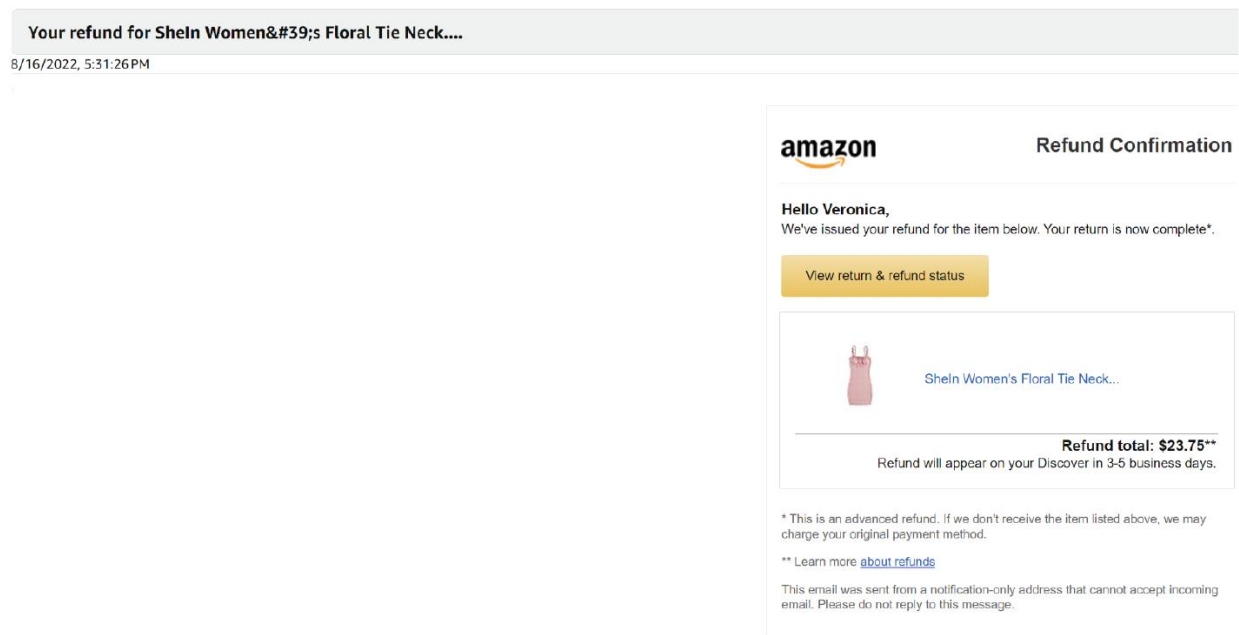 Your refund for SheIn Women&#39;s Floral Tie Neck....
8/16/2022, 5:31:26 PM
amazon
Refund Confirmation
Hello Veronica,
We've issued your refund for the item below. Your return is now complete*.
View return & refund status
SheIn Women's Floral Tie Neck...
Refund total: $23.75**
Refund will appear on your Discover in 3-5 business days.
* This is an advanced refund. If we don't receive the item listed above, we may
charge your original payment method.
** Learn more about refunds
This email was sent from a notification-only address that cannot accept incoming
email. Please do not reply to this message.